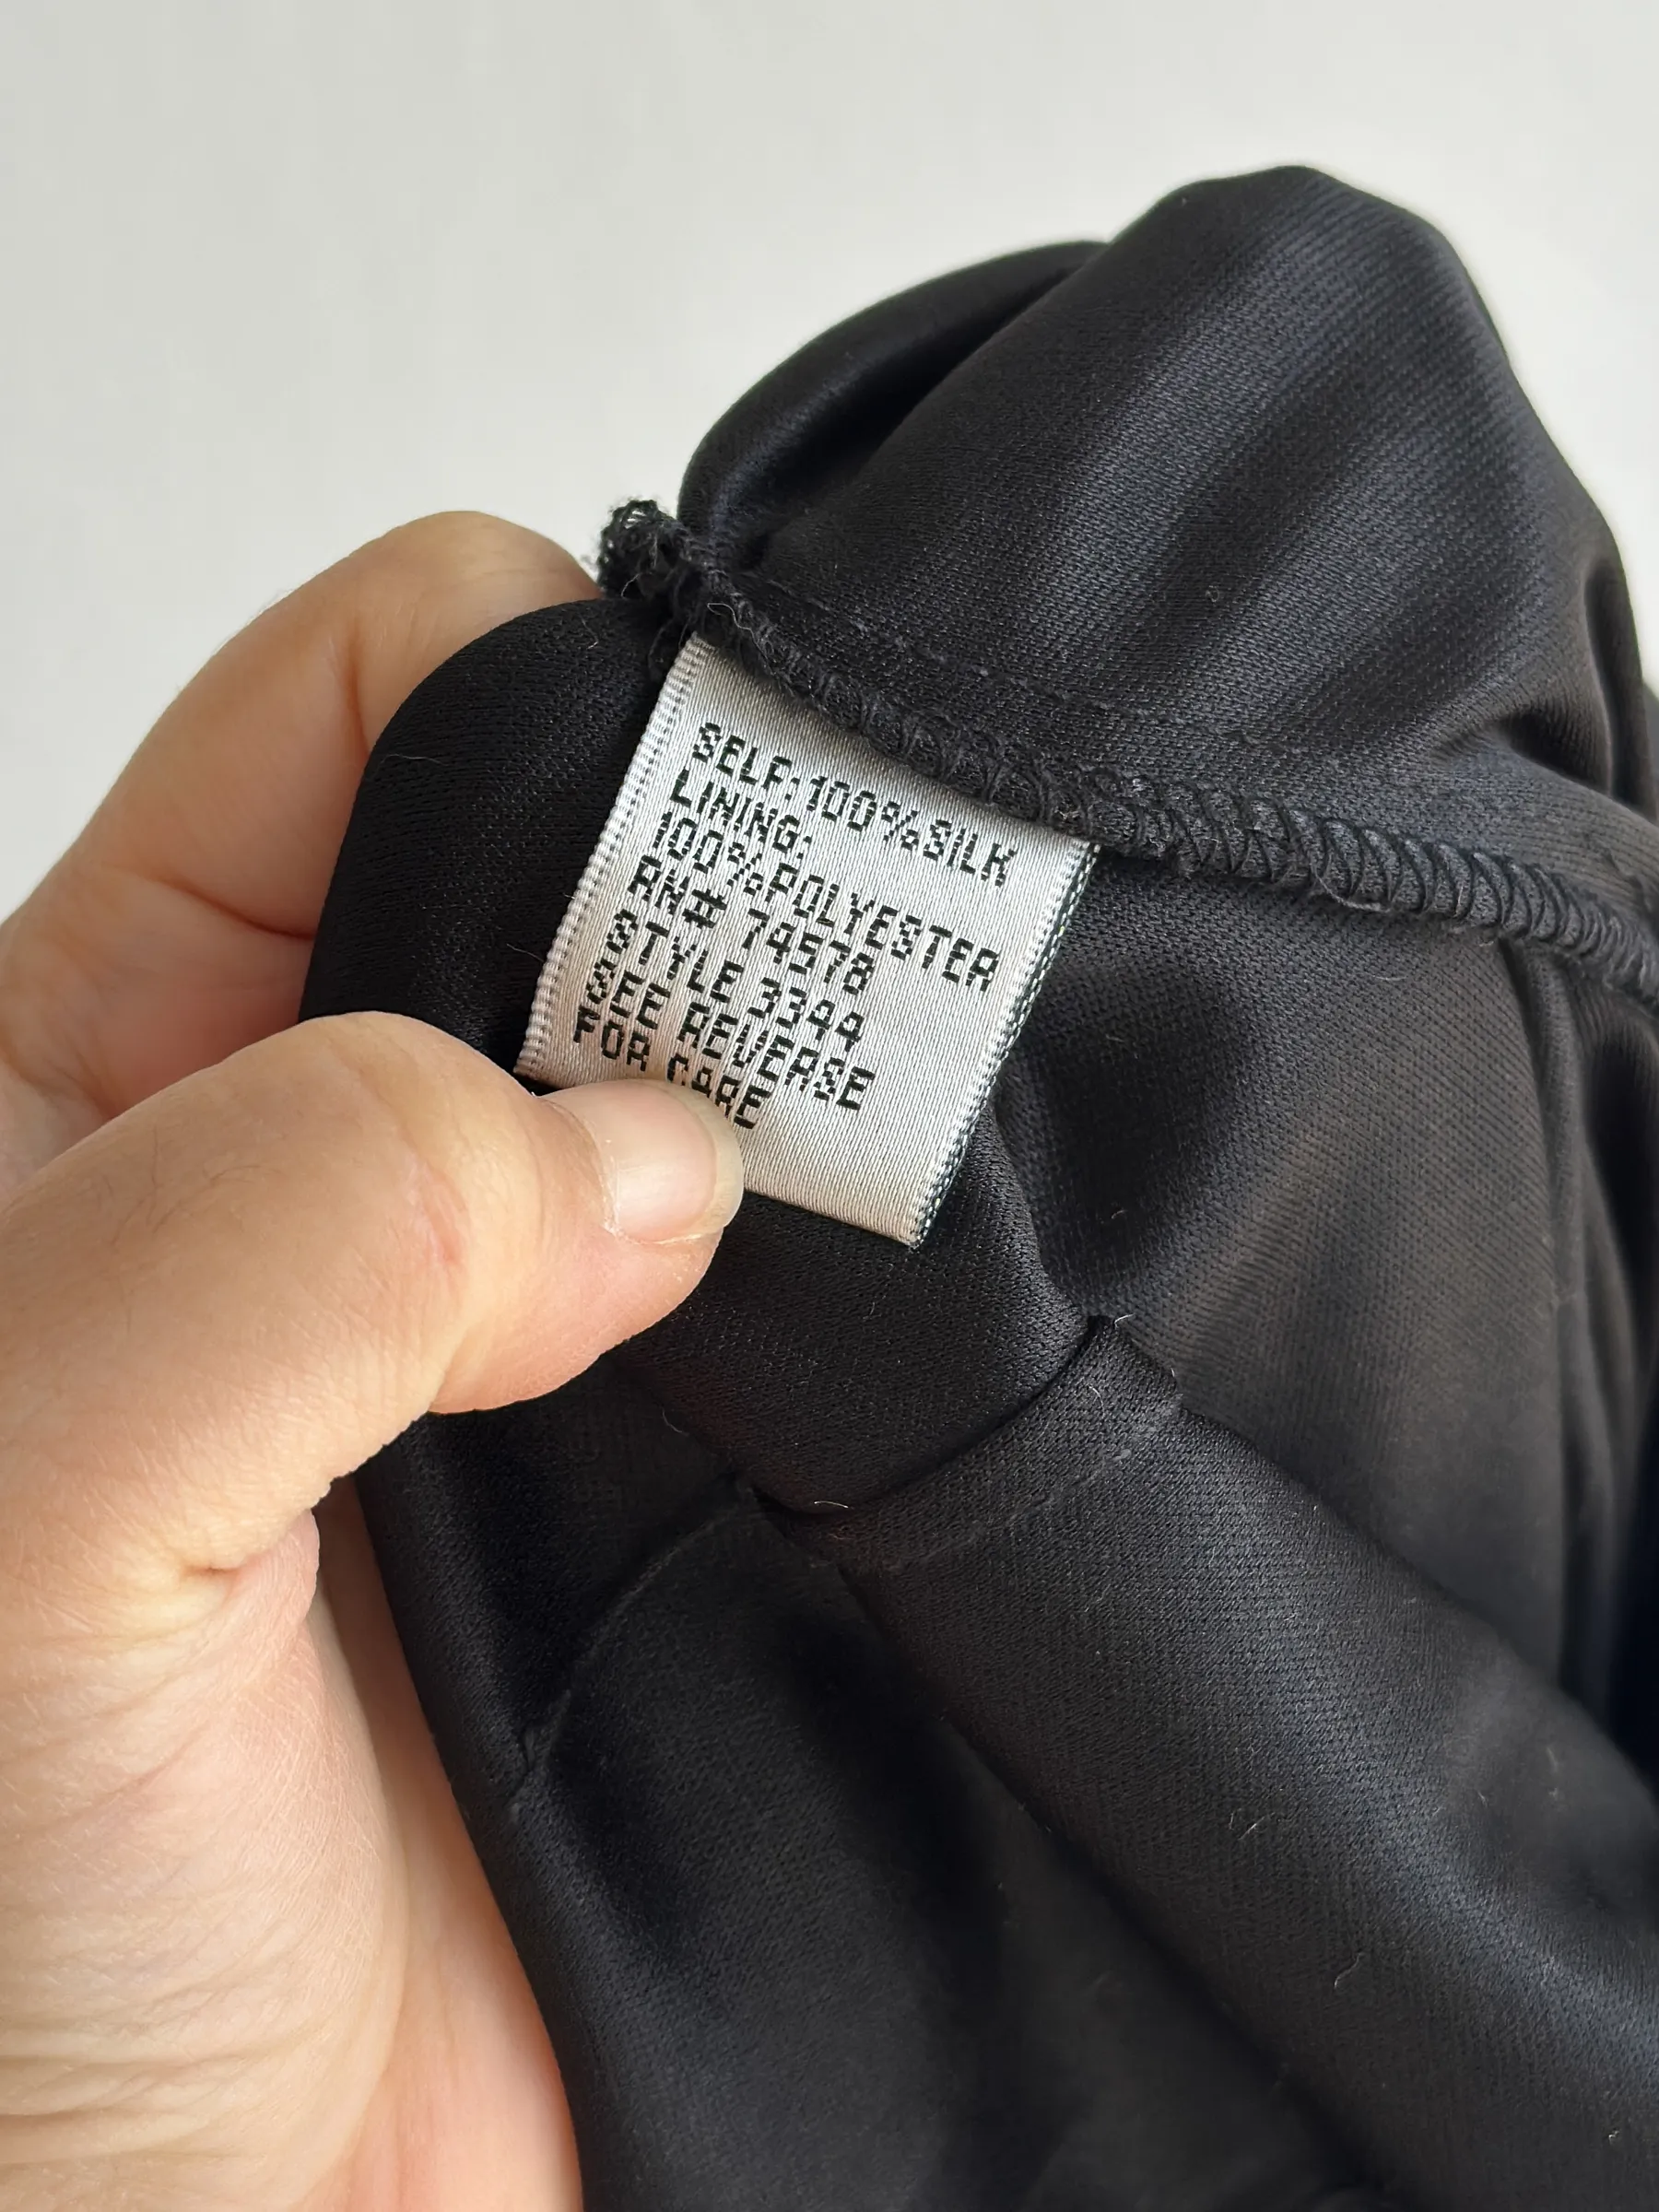 SELF:100%SILK
LINING:
100%POLYESTER
RN# 74578
STYLE 3344
SEE REVERSE
FOR CARE